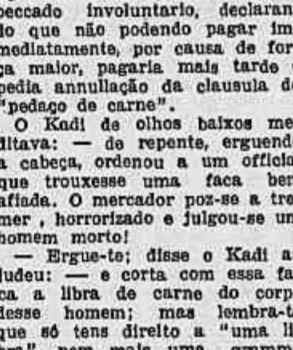 peccado involuntario, declaran
do que não podendo pagar im
mediatamente, por causa de for
ça maior, pagaria mais tarde e
pedia annullação da clausula do
"pedaço de carne".
O Kadi de olhos baixos me
ditava: — de repente, erguendo
a cabeça, ordenou a um official
que trouxesse uma faca bem
afiada. O mercador poz-se a tre
mer , horrorizado e julgou-se um
homem morto!
— Ergue-te; disse o Kadi ao
judeu: — e corta com essa fa
ca a libra de carne do corpo
desse homem; mas lembra-te
que só tens direito a "uma li
bra" nem mais uma